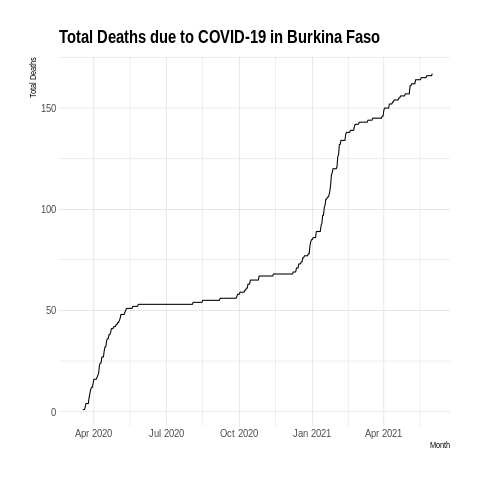 Total Deaths due to COVID-19 in Burkina Faso
Total Deaths
150
100
50
0
Apr 2020 Jul 2020 Oct 2020 Jan 2021 Apr 2021
Month